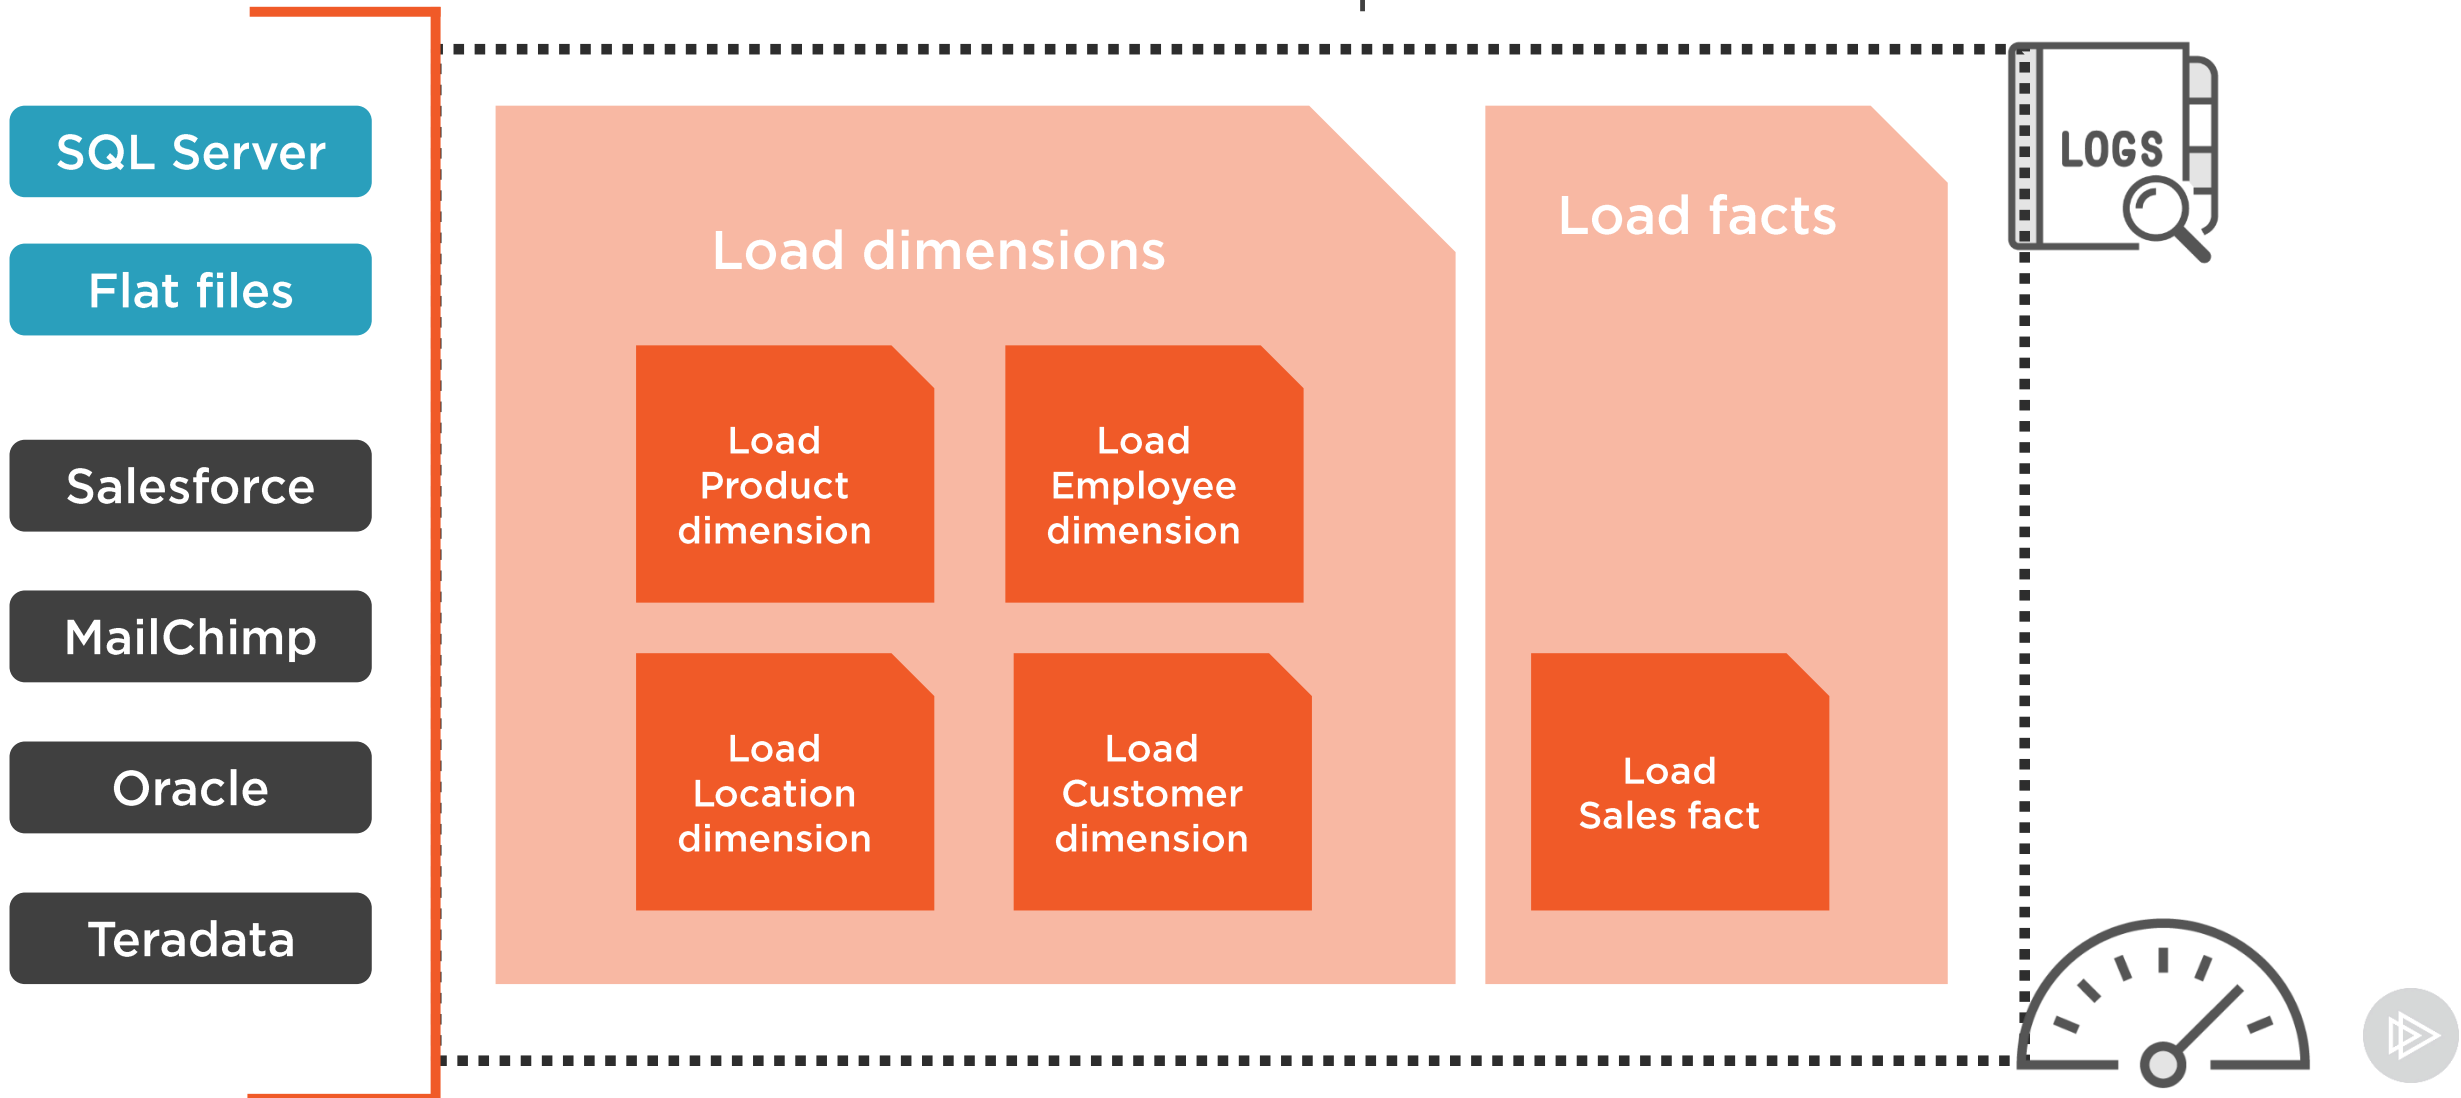 SQL Server
Flat files
Salesforce
MailChimp
Oracle
Teradata
Load dimensions
Load
Product
dimension
Load
Employee
dimension
Load
Location
dimension
Load
Customer
dimension
Load facts
Load
Sales fact
LOGS